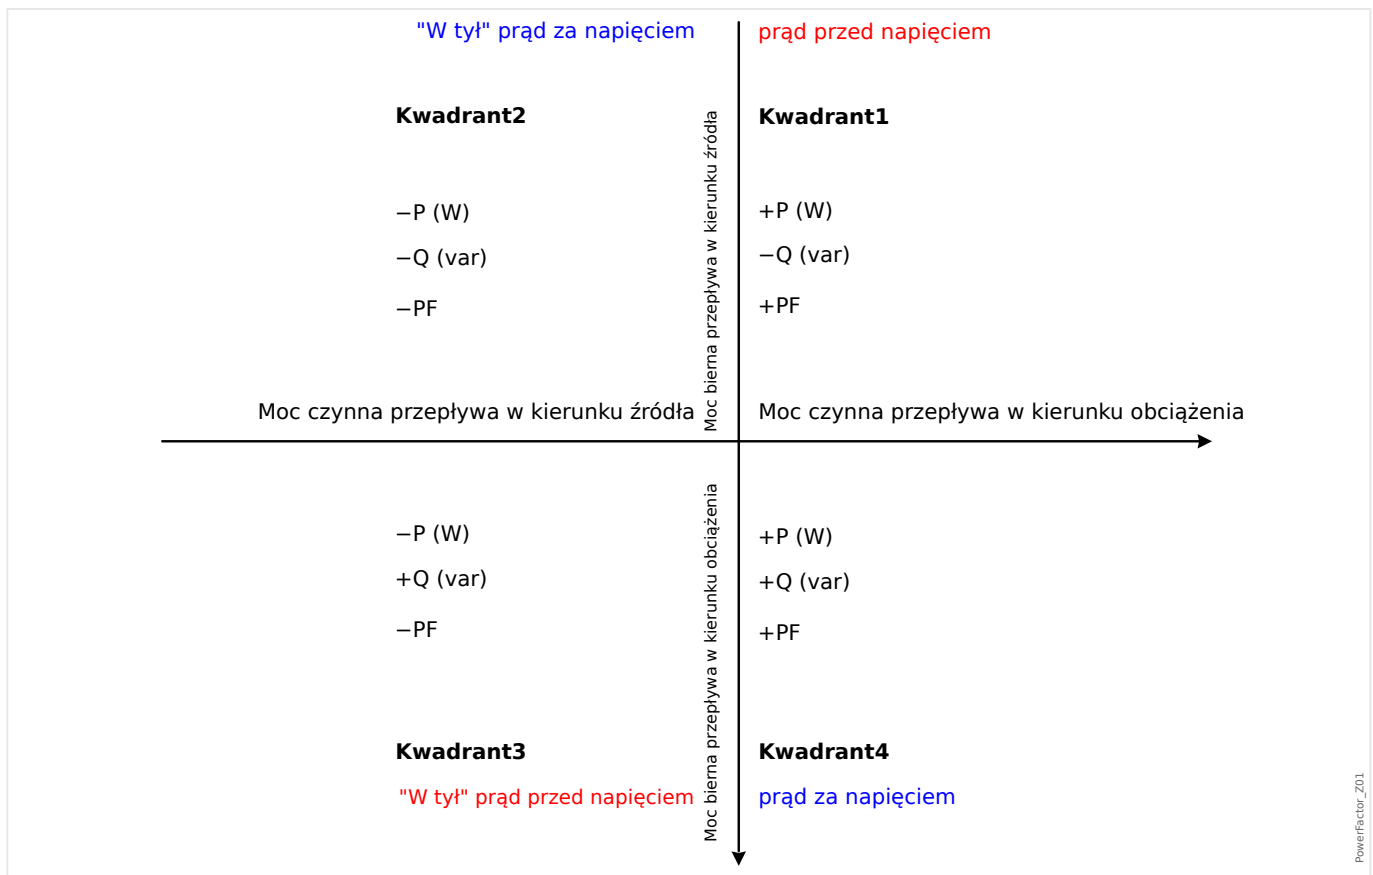 "W tył" prąd za napięciem
prąd przed napięciem
Kwadrant2
Kwadrant1
Moc bierna przepływa w kierunku źródła
−P (W)
−Q (var)
−PF
+P (W)
−Q (var)
+PF
Moc czynna przepływa w kierunku źródła
Moc czynna przepływa w kierunku obciążenia
Moc bierna przepływa w kierunku obciążenia
−P (W)
+Q (var)
−PF
+P (W)
+Q (var)
+PF
Kwadrant3
Kwadrant4
"W tył" prąd przed napięciem
prąd za napięciem
PowerFactor_Z01